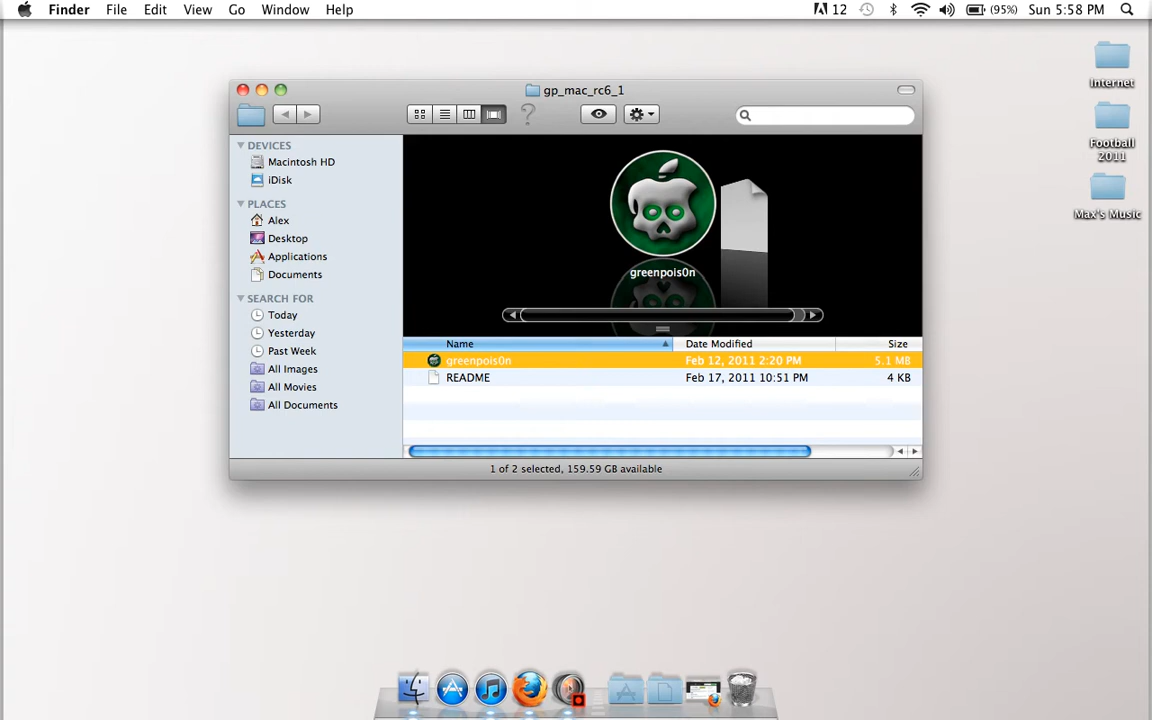 Finder File Edit View Go Window Help 12 (95%) Sun 5:58 PM
Internet
Football
2011
Max's Music
gp_mac_rc6_1
DEVICES
Macintosh HD
iDisk
PLACES
Alex
Desktop
Applications
Documents
SEARCH FOR
Today
Yesterday
Past Week
All Images
All Movies
All Documents
greenpois0n
Name Date Modified Size
greenpois0n Feb 12, 2011 2:20 PM 5.1 MB
README Feb 17, 2011 10:51 PM 4 KB
1 of 2 selected, 159.59 GB available